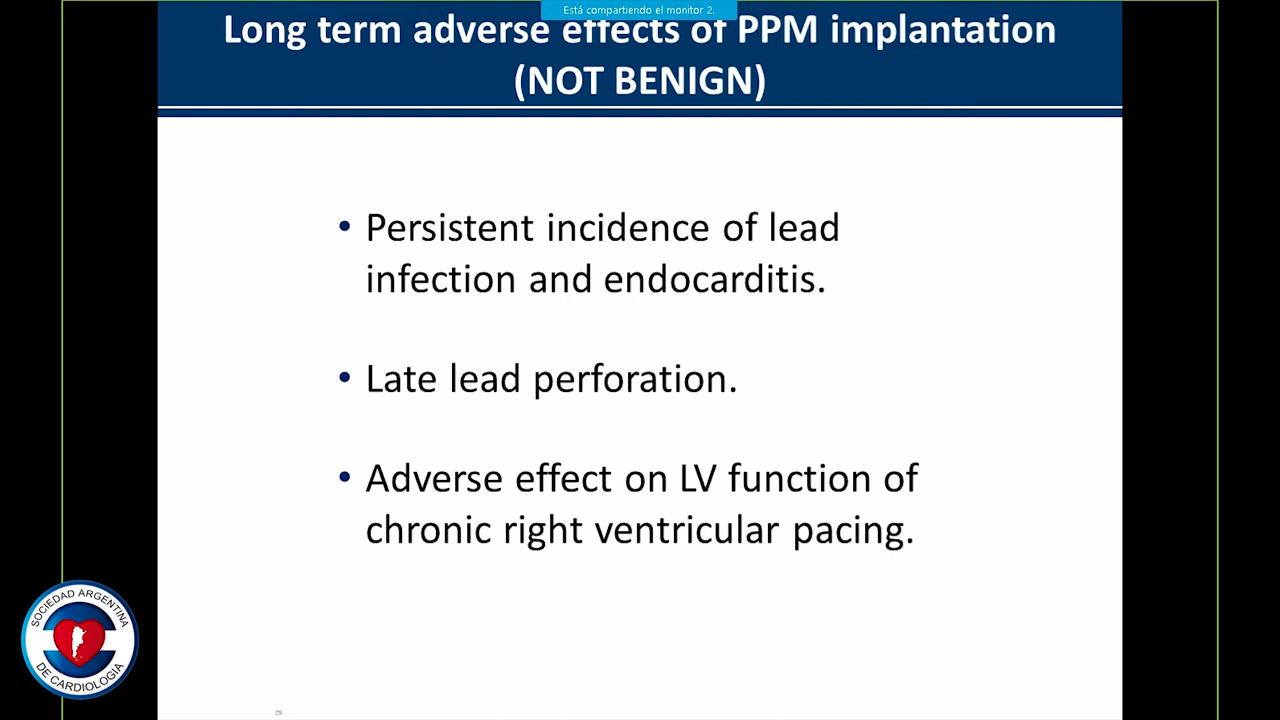 Está compartiendo el monitor 2.
Long term adverse effects of PPM implantation
(NOT BENIGN)
• Persistent incidence of lead
infection and endocarditis.
• Late lead perforation.
• Adverse effect on LV function of
chronic right ventricular pacing.
SOCIEDAD ARGENTINA
DE CARDIOLOGIA